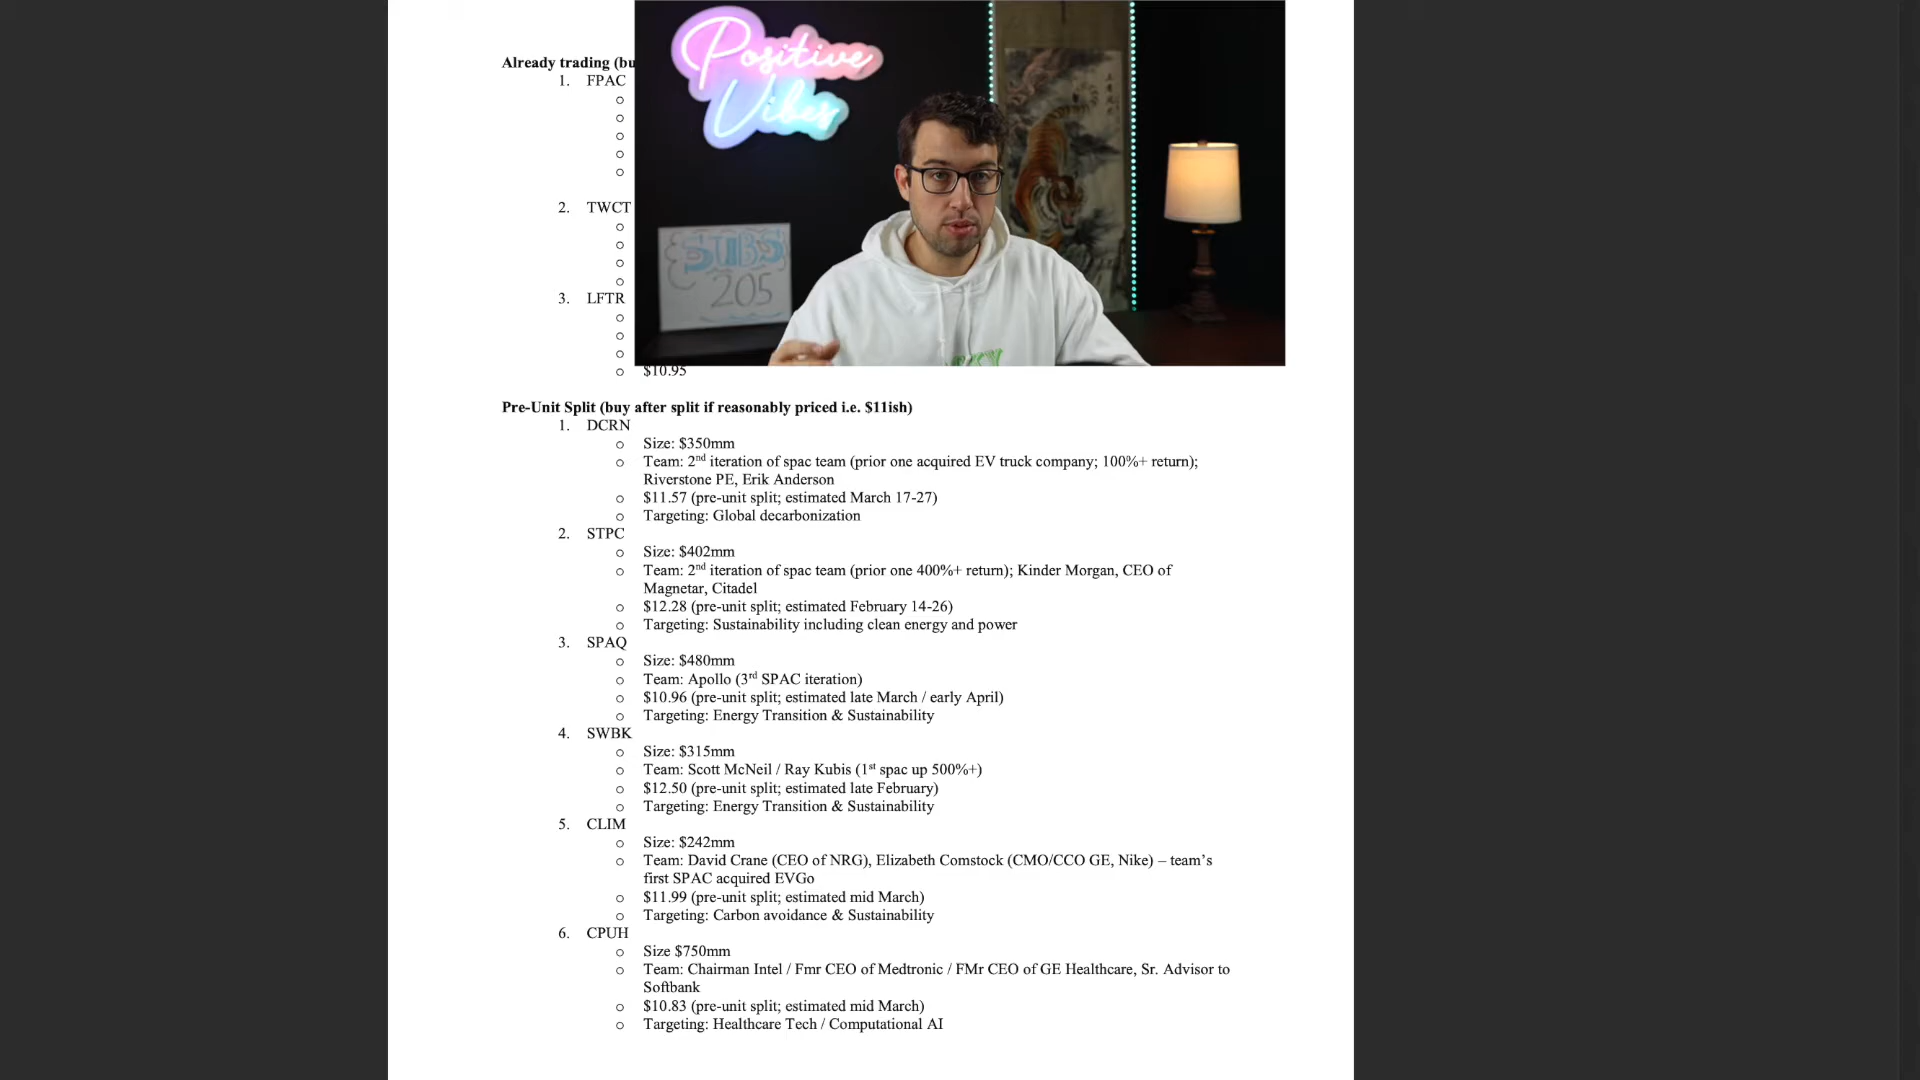 Already trading (bu
1. FPAC
2. TWCT
3. LFTR
$10.95
Positive
Vibes
SUBS
205
Pre-Unit Split (buy after split if reasonably priced i.e. $11ish)
1. DCRN
Size: $350mm
Team: 2nd iteration of spac team (prior one acquired EV truck company; 100%+ return);
Riverstone PE, Erik Anderson
$11.57 (pre-unit split; estimated March 17-27)
Targeting: Global decarbonization
2. STPC
Size: $402mm
Team: 2nd iteration of spac team (prior one 400%+ return); Kinder Morgan, CEO of
Magnetar, Citadel
$12.28 (pre-unit split; estimated February 14-26)
Targeting: Sustainability including clean energy and power
3. SPAQ
Size: $480mm
Team: Apollo (3rd SPAC iteration)
$10.96 (pre-unit split; estimated late March / early April)
Targeting: Energy Transition & Sustainability
4. SWBK
Size: $315mm
Team: Scott McNeil / Ray Kubis (1st spac up 500%+)
$12.50 (pre-unit split; estimated late February)
Targeting: Energy Transition & Sustainability
5. CLIM
Size: $242mm
Team: David Crane (CEO of NRG), Elizabeth Comstock (CMO/CCO GE, Nike) – team’s
first SPAC acquired EVGo
$11.99 (pre-unit split; estimated mid March)
Targeting: Carbon avoidance & Sustainability
6. CPUH
Size $750mm
Team: Chairman Intel / Fmr CEO of Medtronic / FMr CEO of GE Healthcare, Sr. Advisor to
Softbank
$10.83 (pre-unit split; estimated mid March)
Targeting: Healthcare Tech / Computational AI